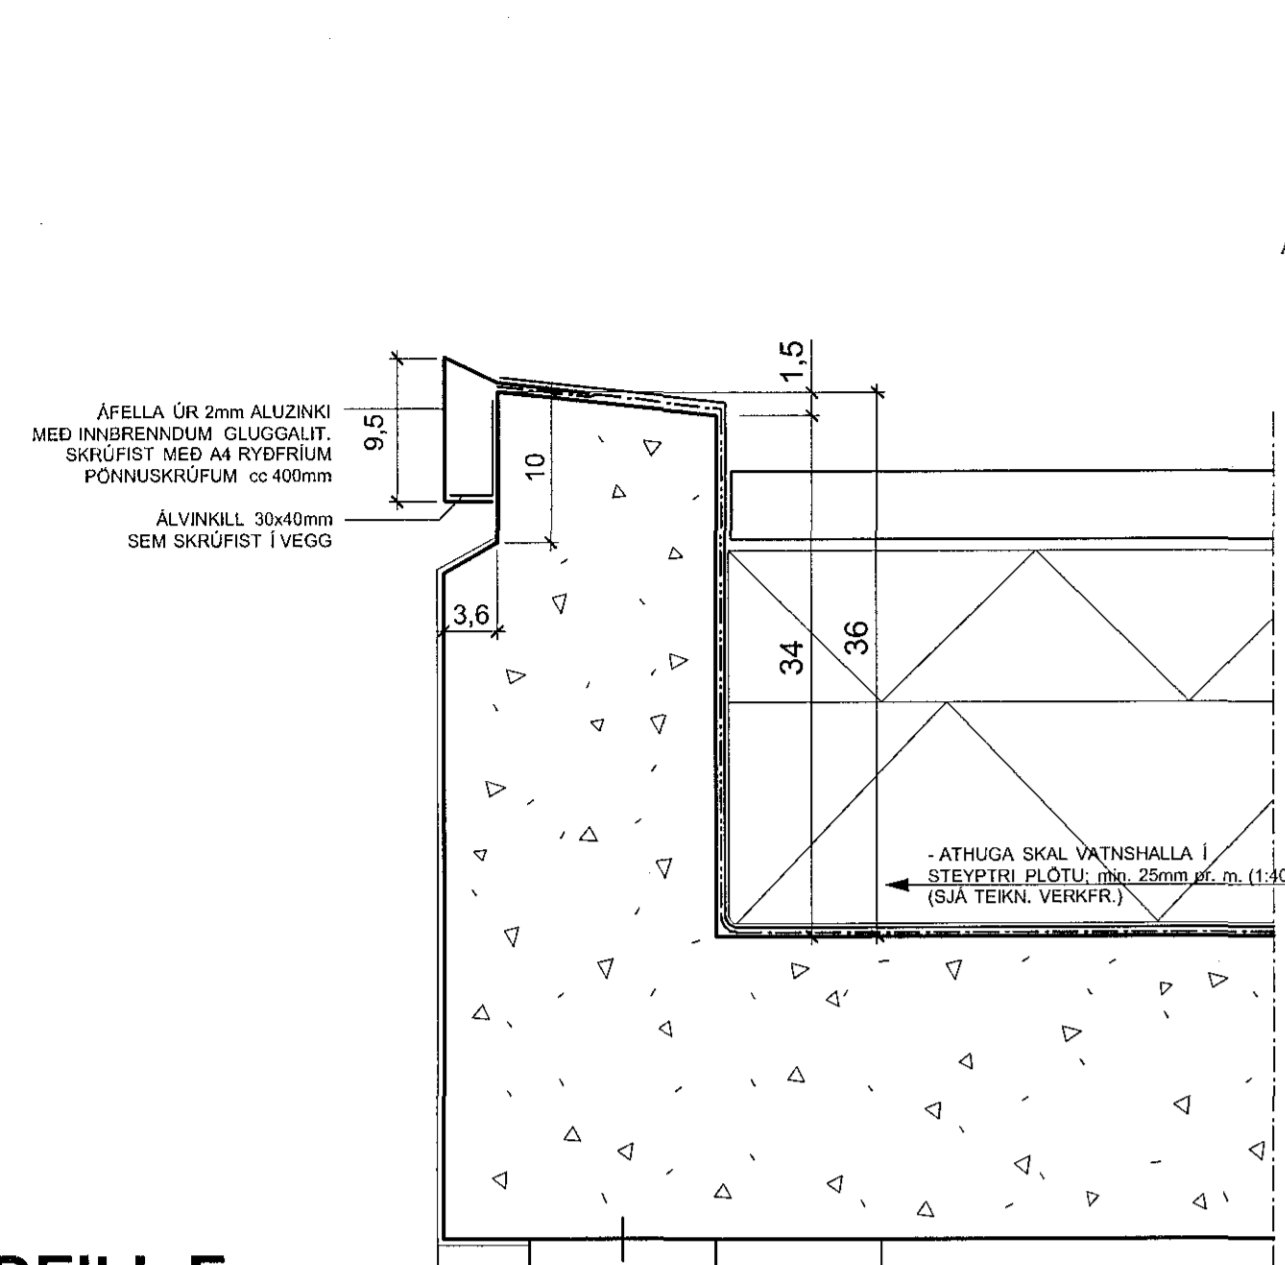 1,5
ÁFELLA ÚR 2mm ALUZINKI
MEÐ INNBRENNDUM GLUGGALIT.
SKRÚFIST MEÐ A4 RYÐFRÍUM
PÖNNUSKRÚFUM cc 400mm
9,5
10
ÁLVINKILL 30x40mm
SEM SKRÚFIST Í VEGG
3,6
34
36
- ATHUGA SKAL VATNSHALLA Í
STEYPTRI PLÖTU; min. 25mm pr. m. (1:40
(SJÁ TEIKN. VERKFR.)